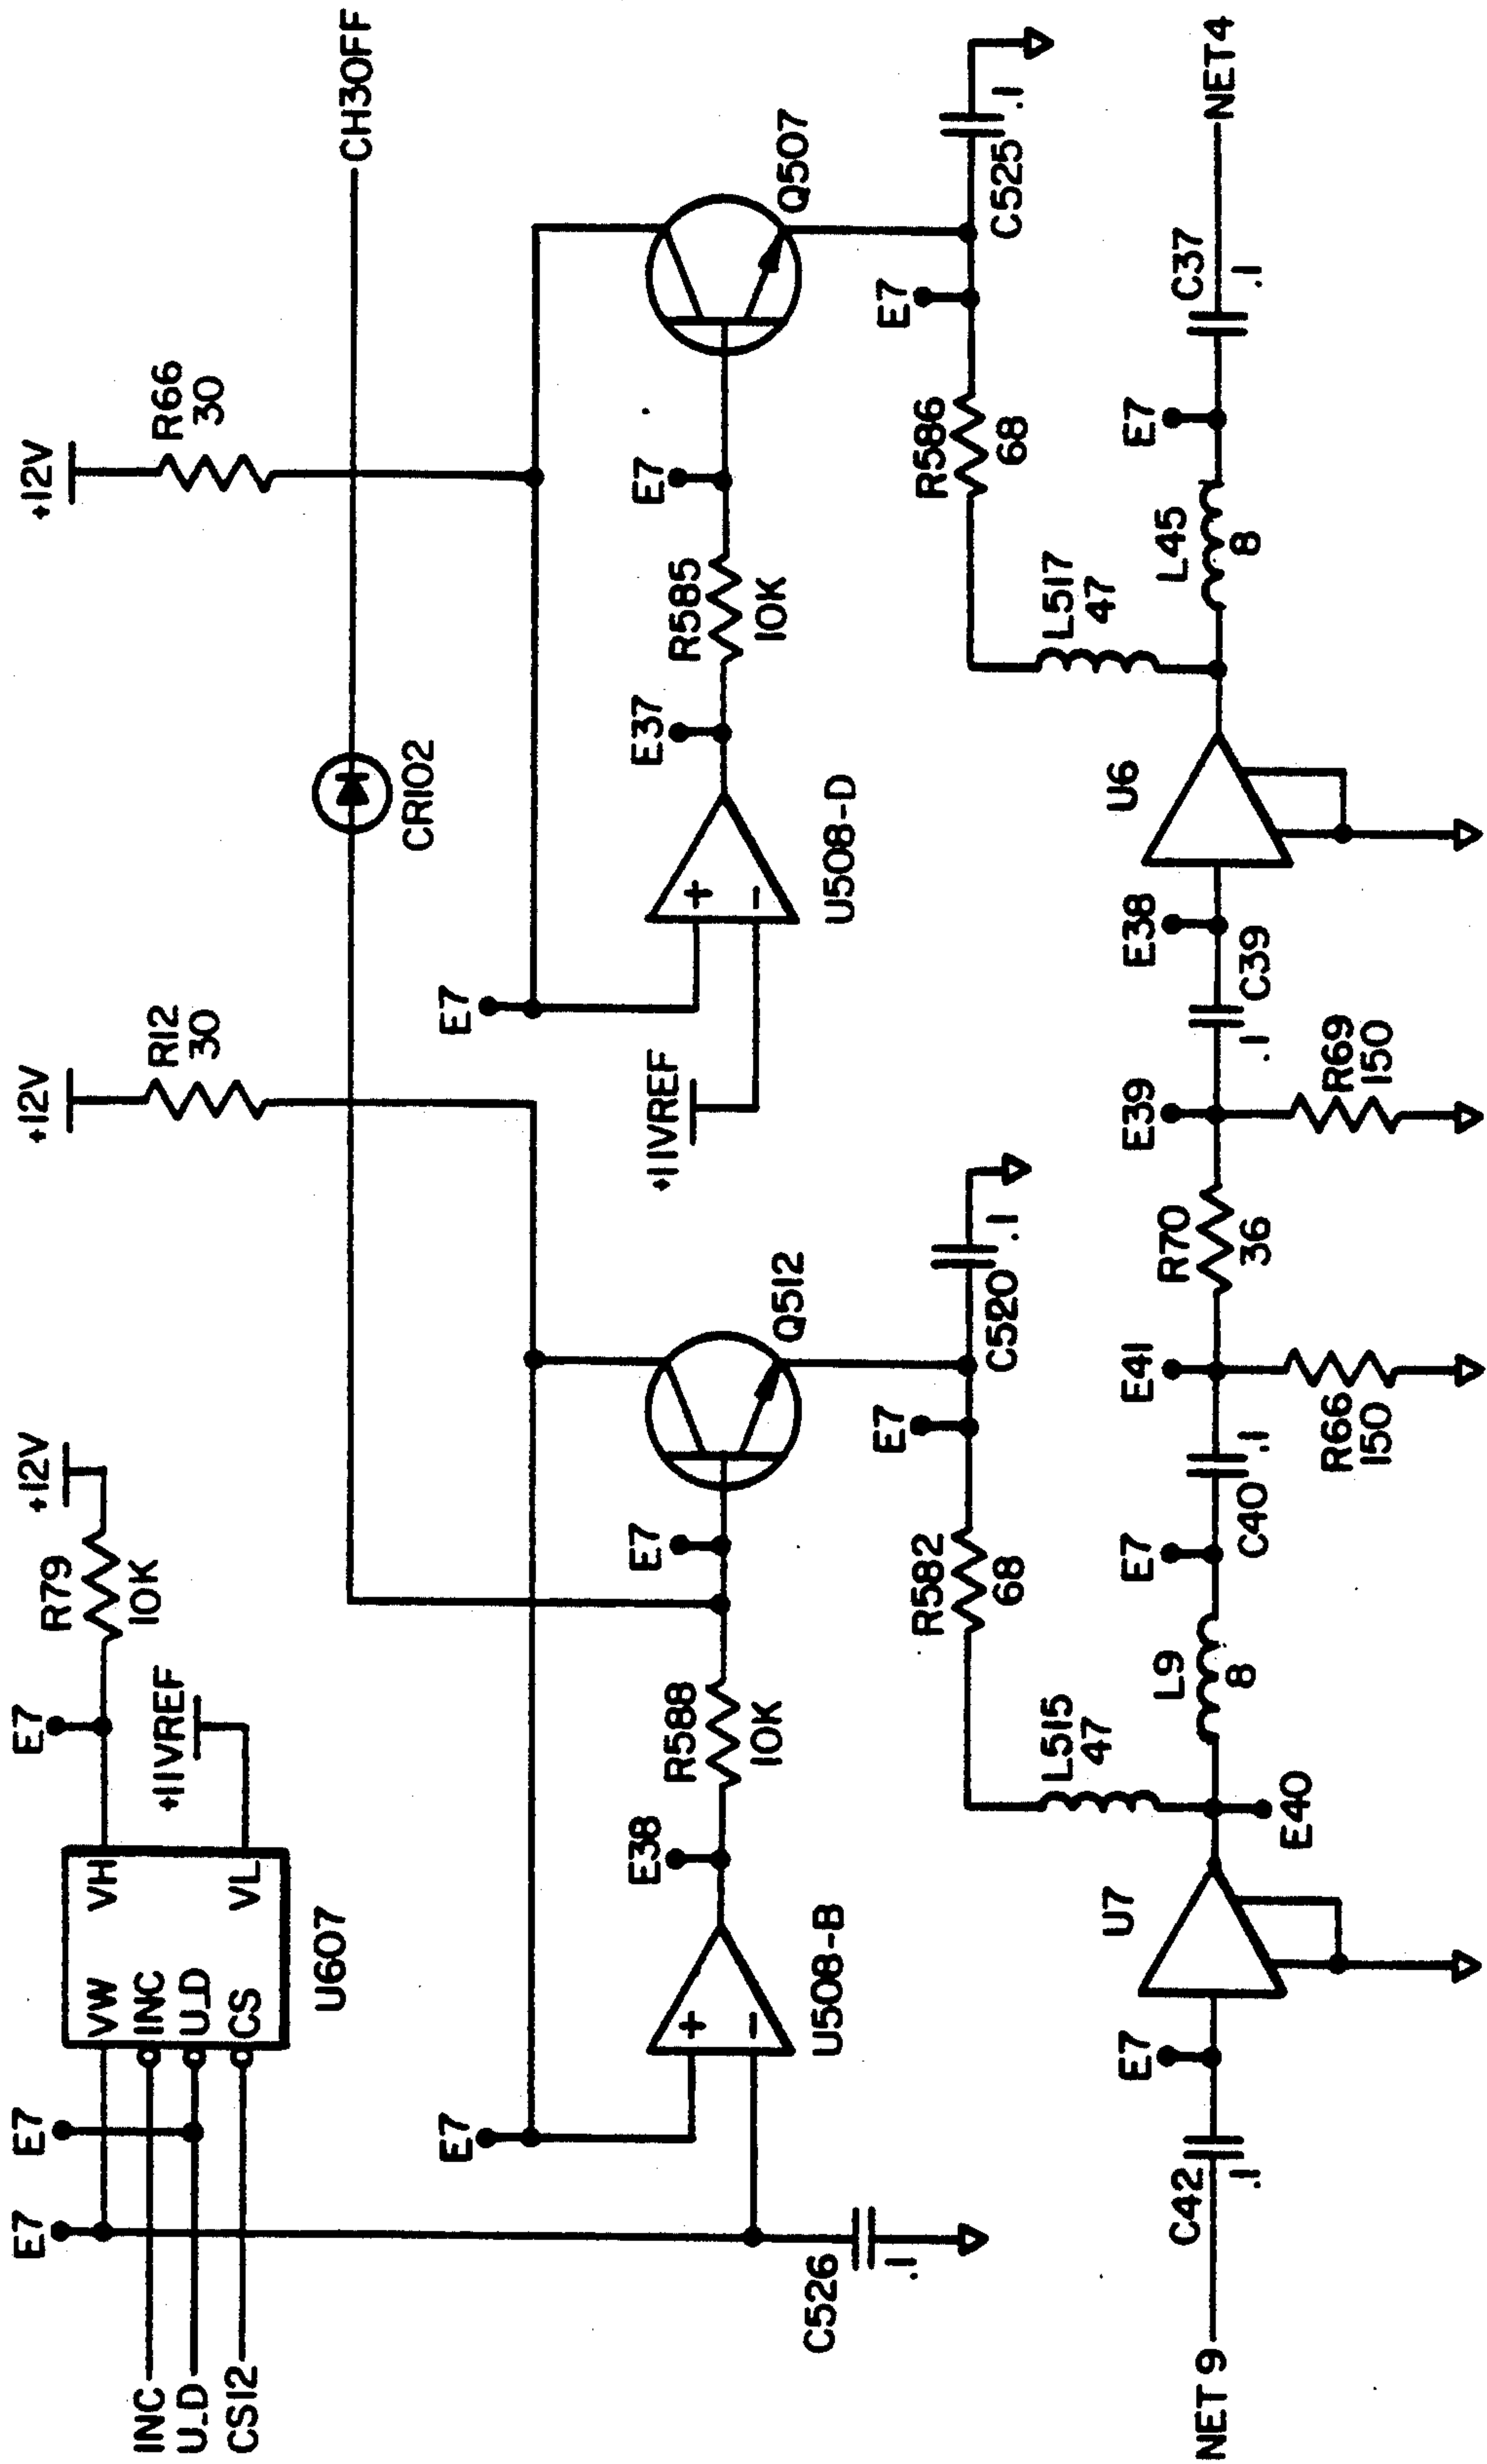 +12V
R66
30
CH3OFF
+12V
R12
30
CR102
+12V
R79
10K
E7
+11VREF
VH
VL
VW
INC
U_D
CS
U607
E7
E7
INC
U_D
CS12
E7
U508-D
+
-
+11VREF
E37
R585
10K
E7
Q507
E7
C525
.1
R586
68
L517
47
E7
U508-B
+
-
C526
.1
E38
R588
10K
E7
Q512
E7
C520
.1
R582
68
L515
47
NET 9
C42
.1
E7
U7
E40
L9
8
E7
C40
.1
E41
R66
150
R70
36
E39
R69
150
C39
.1
E38
U6
L45
8
E7
C37
.1
NET4